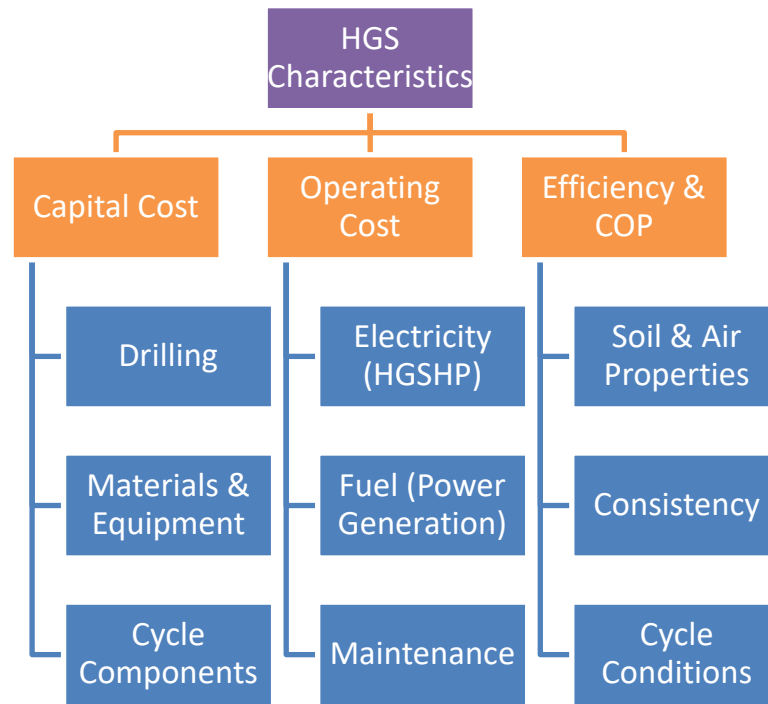 HGS
Characteristics
Capital Cost
Operating
Cost
Efficiency &
COP
Drilling
Electricity
(HGSHP)
Soil & Air
Properties
Materials &
Equipment
Fuel (Power
Generation)
Consistency
Cycle
Components
Maintenance
Cycle
Conditions